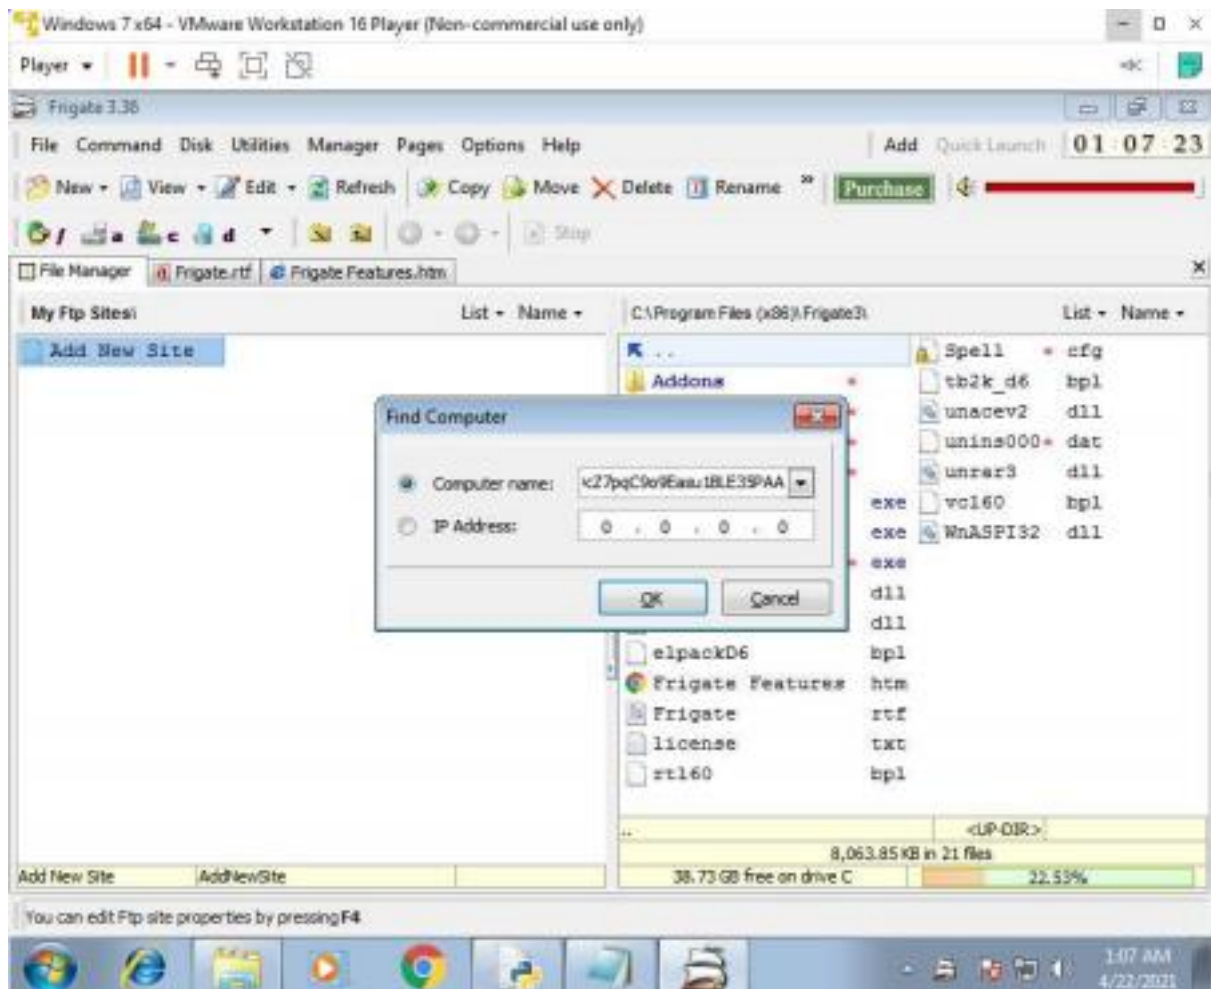 Windows 7 x64 - VMware Workstation 16 Player (Non-commercial use only)
Player
Frigate 3.36
File Command Disk Utilities Manager Pages Options Help Add Quick Launch 01:07:23
New View Edit Refresh Copy Move Delete Rename » Purchase
f a c d Stop
File Manager Frigate.rtf Frigate Features.htm
My Ftp Sites\ List Name C:\Program Files (x86)\Frigate3\ List Name
Add New Site .. Spell cfg
Addons tb2k_d6 bpl
Find Computer unacev2 dll
unins000 dat
Computer name: unrar3 dll
exe vcl60 bpl
IP Address: 0 . 0 . 0 . 0 exe WnASPI32 dll
exe
OK Cancel dll
dll
elpackD6 bpl
Frigate Features htm
Frigate rtf
license txt
rtl60 bpl
.. <UP-DIR>
8,063.85 KB in 21 files
Add New Site AddNewSite 38.73 GB free on drive C 22.53%
You can edit Ftp site properties by pressing F4
1:07 AM
4/22/2021